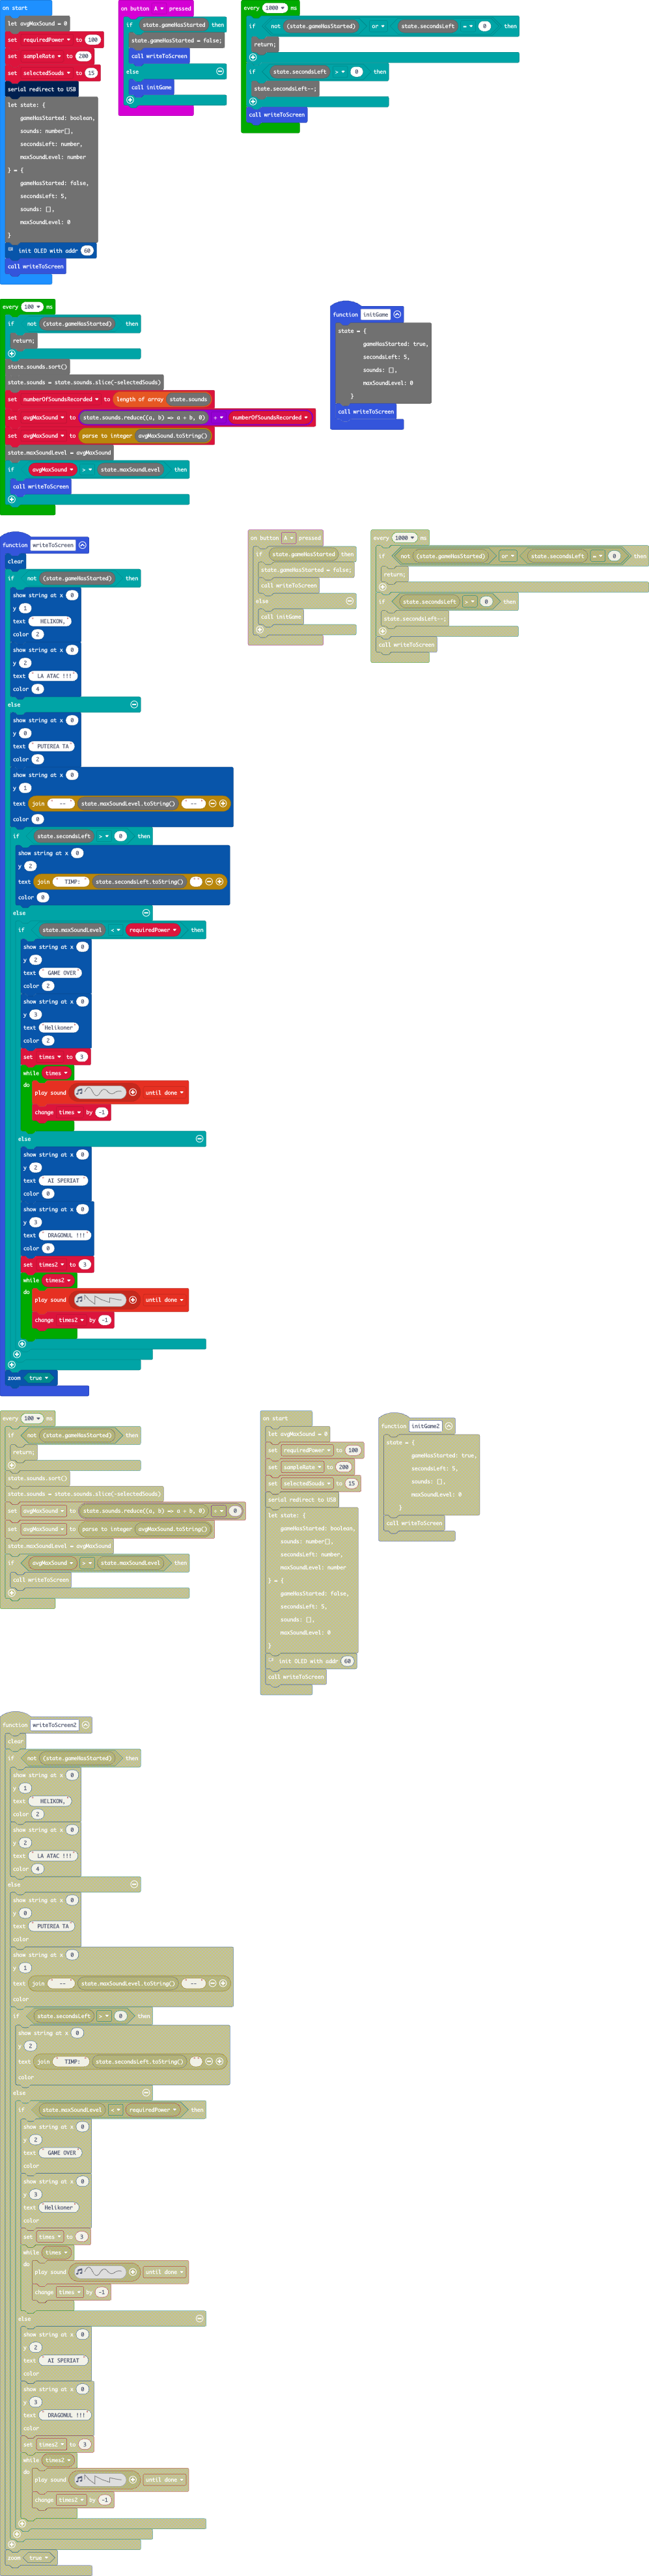 on start
let avgMaxSound = 0
set requiredPower to 100
set sampleRate to 200
set selectedSouds to 15
serial redirect to USB
let state: {
gameHasStarted: boolean,
sounds: number[],
secondsLeft: number,
maxSoundLevel: number
} = {
gameHasStarted: false,
secondsLeft: 5,
sounds: [],
maxSoundLevel: 0
}
init OLED with addr 60
call writeToScreen
on button A pressed
if state.gameHasStarted then
state.gameHasStarted = false;
call writeToScreen
else
call initGame
every 1000 ms
if not (state.gameHasStarted) or state.secondsLeft = 0 then
return;
if state.secondsLeft > 0 then
state.secondsLeft--;
call writeToScreen
every 100 ms
if not (state.gameHasStarted) then
return;
state.sounds.sort()
state.sounds = state.sounds.slice(-selectedSouds)
set numberOfSoundsRecorded to length of array state.sounds
set avgMaxSound to state.sounds.reduce((a, b) => a + b, 0) ÷ numberOfSoundsRecorded
set avgMaxSound to parse to integer avgMaxSound.toString()
state.maxSoundLevel = avgMaxSound
if avgMaxSound > state.maxSoundLevel then
call writeToScreen
function initGame
state = {
gameHasStarted: true,
secondsLeft: 5,
sounds: [],
maxSoundLevel: 0
}
call writeToScreen
function writeToScreen
clear
if not (state.gameHasStarted) then
show string at x 0
y 1
text " HELIKON,"
color 2
show string at x 0
y 2
text " LA ATAC !!!"
color 4
else
show string at x 0
y 0
text " PUTEREA TA"
color 2
show string at x 0
y 1
text join " --" state.maxSoundLevel.toString() "-- "
color 0
if state.secondsLeft > 0 then
show string at x 0
y 2
text join " TIMP: " state.secondsLeft.toString() " "
color 0
else
if state.maxSoundLevel < requiredPower then
show string at x 0
y 2
text " GAME OVER"
color 2
show string at x 0
y 3
text "Helikoner"
color 2
set times to 3
while times
do
play sound until done
change times by -1
else
show string at x 0
y 2
text " AI SPERIAT "
color 0
show string at x 0
y 3
text " DRAGONUL !!!"
color 0
set times2 to 3
while times2
do
play sound until done
change times2 by -1
zoom true
on button A pressed
if state.gameHasStarted then
state.gameHasStarted = false;
call writeToScreen
else
call initGame
every 1000 ms
if not (state.gameHasStarted) or state.secondsLeft = 0 then
return;
if state.secondsLeft > 0 then
state.secondsLeft--;
call writeToScreen
every 100 ms
if not (state.gameHasStarted) then
return;
state.sounds.sort()
state.sounds = state.sounds.slice(-selectedSouds)
set avgMaxSound to state.sounds.reduce((a, b) => a + b, 0) ÷ 0
set avgMaxSound to parse to integer avgMaxSound.toString()
state.maxSoundLevel = avgMaxSound
if avgMaxSound > state.maxSoundLevel then
call writeToScreen
on start
let avgMaxSound = 0
set requiredPower to 100
set sampleRate to 200
set selectedSouds to 15
serial redirect to USB
let state: {
gameHasStarted: boolean,
sounds: number[],
secondsLeft: number,
maxSoundLevel: number
} = {
gameHasStarted: false,
secondsLeft: 5,
sounds: [],
maxSoundLevel: 0
}
init OLED with addr 60
call writeToScreen
function initGame2
state = {
gameHasStarted: true,
secondsLeft: 5,
sounds: [],
maxSoundLevel: 0
}
call writeToScreen
function writeToScreen2
clear
if not (state.gameHasStarted) then
show string at x 0
y 1
text " HELIKON,"
color 2
show string at x 0
y 2
text " LA ATAC !!!"
color 4
else
show string at x 0
y 0
text " PUTEREA TA"
color
show string at x 0
y 1
text join " --" state.maxSoundLevel.toString() "-- "
color
if state.secondsLeft > 0 then
show string at x 0
y 2
text join " TIMP: " state.secondsLeft.toString() " "
color
else
if state.maxSoundLevel < requiredPower then
show string at x 0
y 2
text " GAME OVER"
color
show string at x 0
y 3
text "Helikoner"
color
set times to 3
while times
do
play sound until done
change times by -1
else
show string at x 0
y 2
text " AI SPERIAT "
color
show string at x 0
y 3
text " DRAGONUL !!!"
color
set times2 to 3
while times2
do
play sound until done
change times2 by -1
zoom true